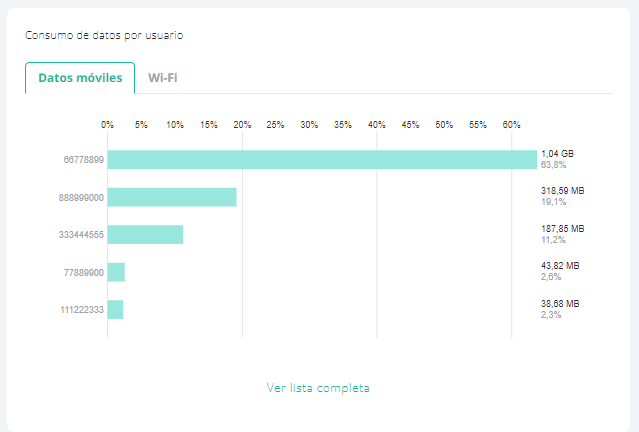 Consumo de datos por usuario
Datos móviles Wi-Fi
0% 5% 10% 15% 20% 25% 30% 35% 40% 45% 50% 55% 60%
66778899 1,04 GB
63,8%
888999000 318,59 MB
19,1%
333444555 187,85 MB
11,2%
77889900 43,82 MB
2,6%
111222333 38,68 MB
2,3%
Ver lista completa